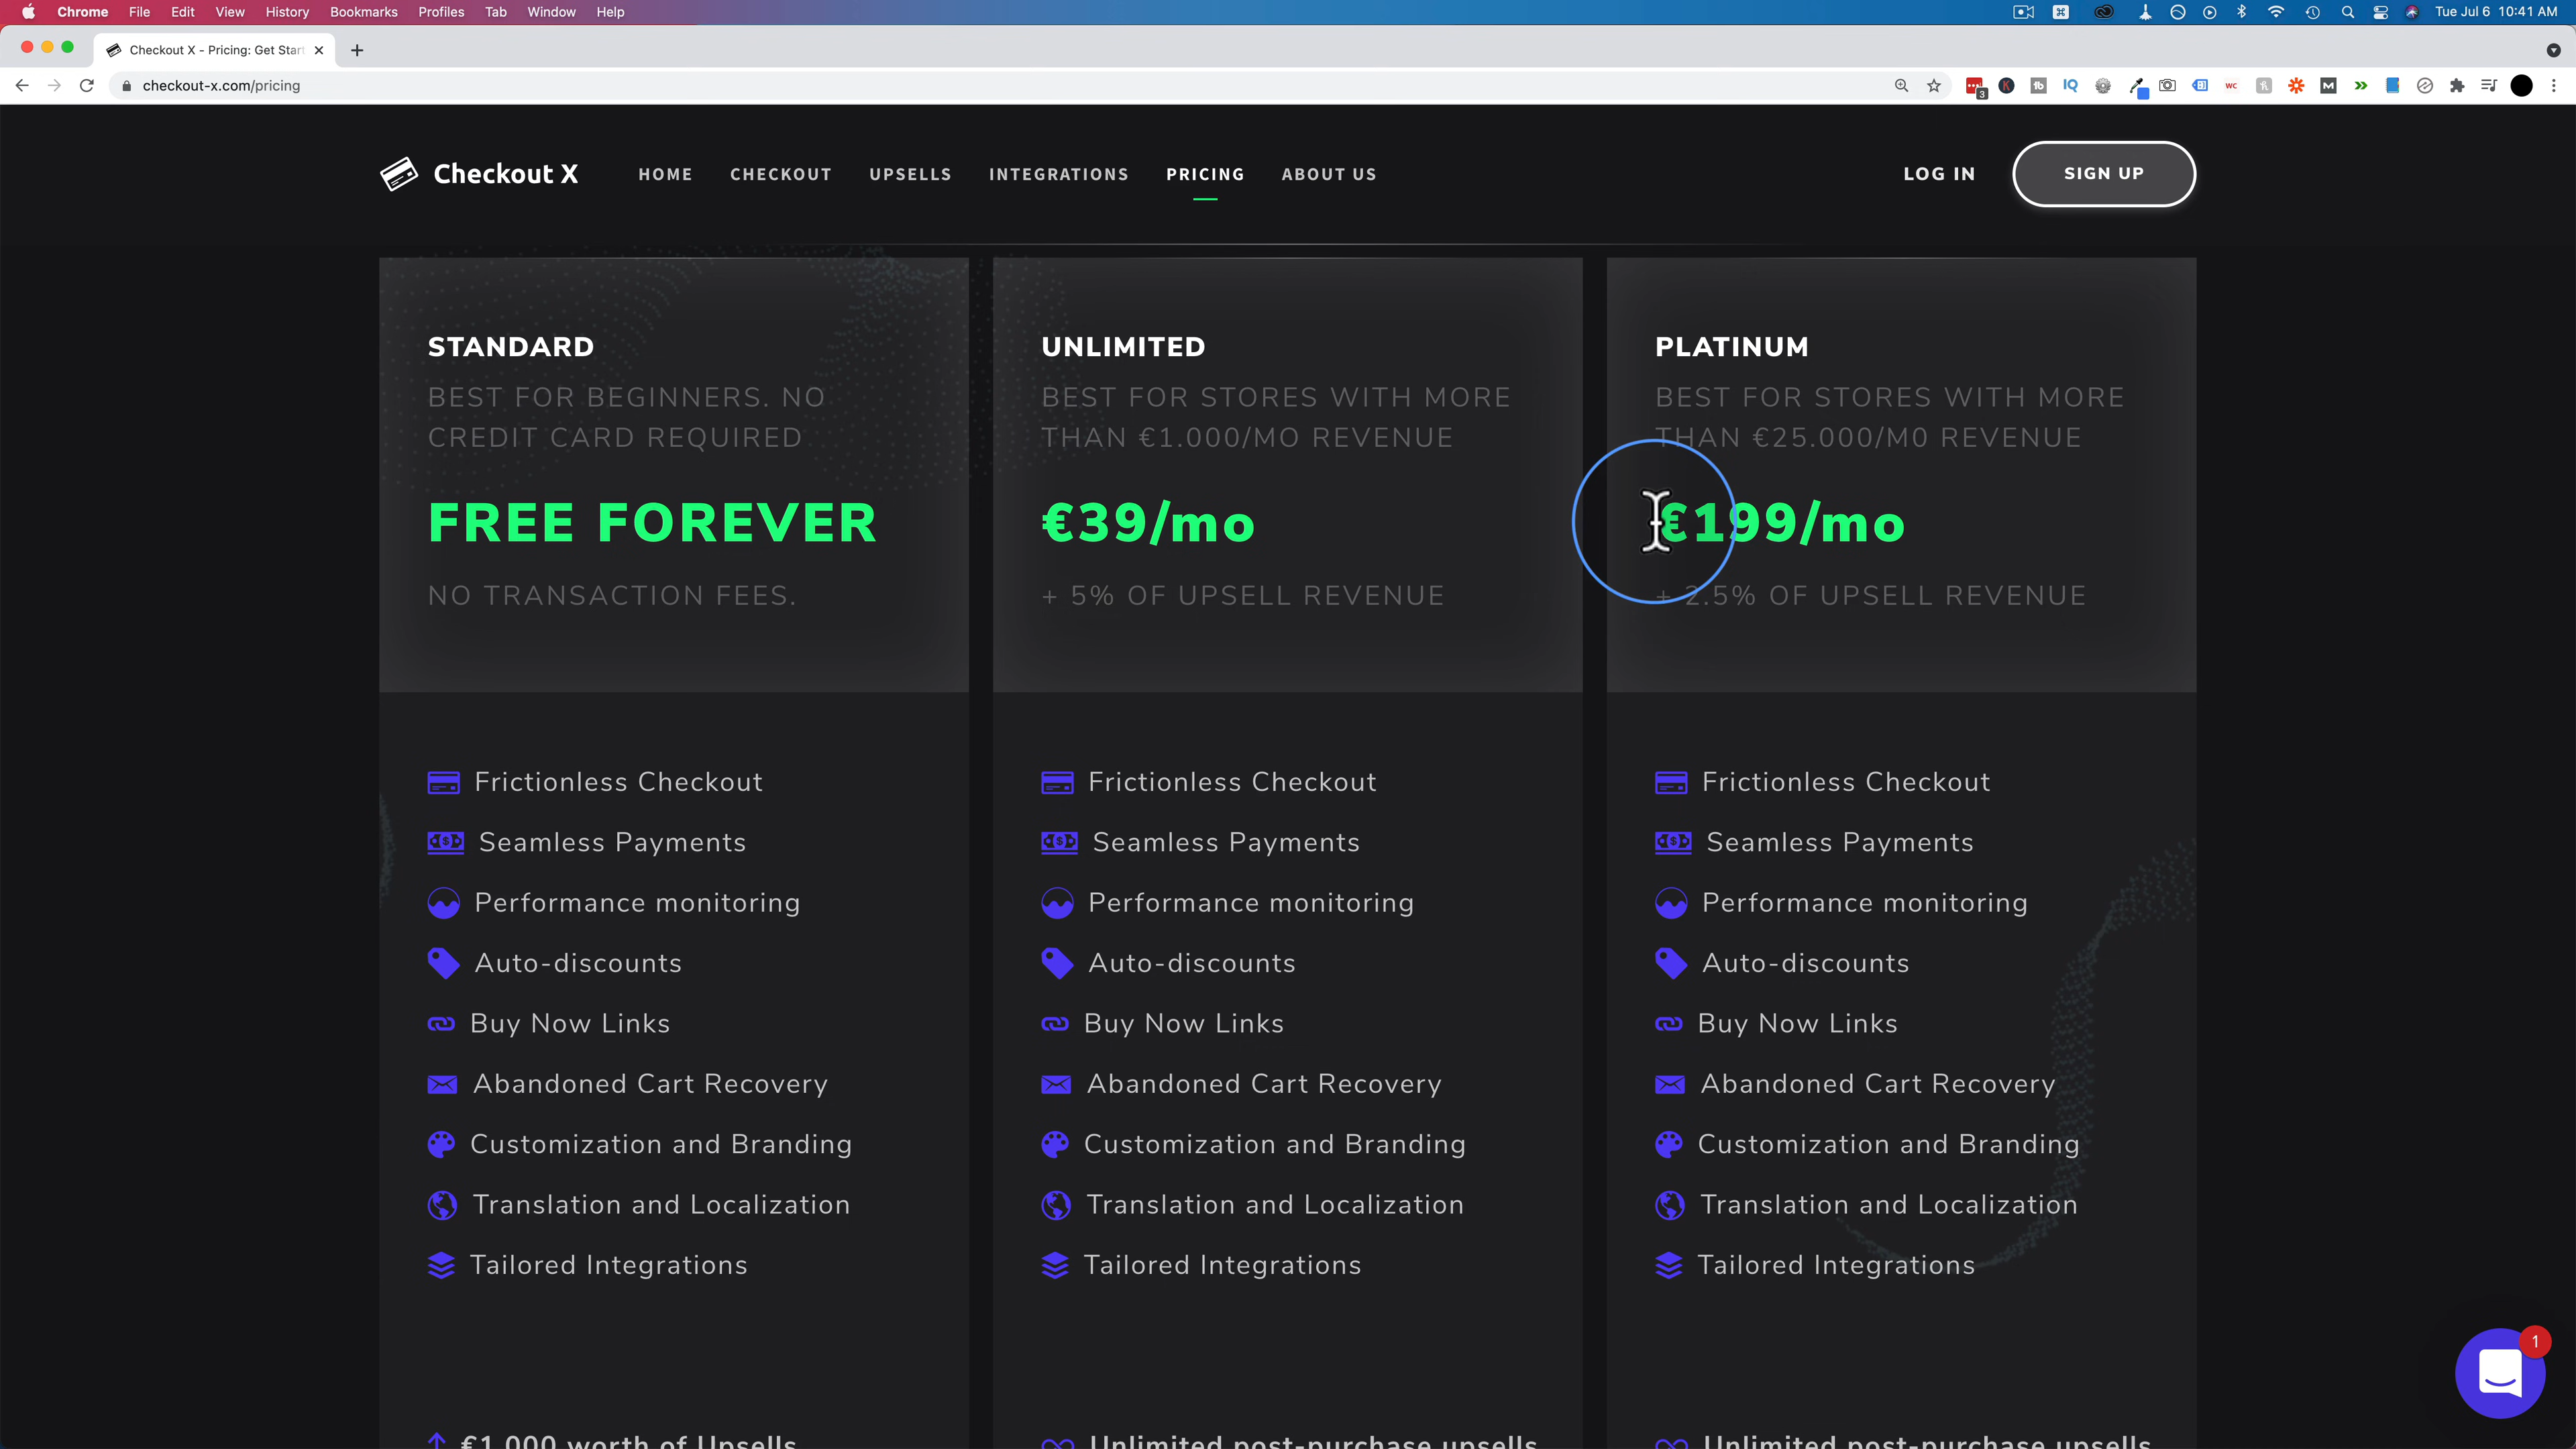 Chrome File Edit View History Bookmarks Profiles Tab Window Help Tue Jul 6 10:41 AM
Checkout X - Pricing: Get Start
checkout-x.com/pricing
Checkout X HOME CHECKOUT UPSELLS INTEGRATIONS PRICING ABOUT US LOG IN SIGN UP
STANDARD
BEST FOR BEGINNERS. NO
CREDIT CARD REQUIRED
FREE FOREVER
NO TRANSACTION FEES.
Frictionless Checkout
Seamless Payments
Performance monitoring
Auto-discounts
Buy Now Links
Abandoned Cart Recovery
Customization and Branding
Translation and Localization
Tailored Integrations
€1.000 worth of Upsells
UNLIMITED
BEST FOR STORES WITH MORE
THAN €1.000/MO REVENUE
€39/mo
+ 5% OF UPSELL REVENUE
Frictionless Checkout
Seamless Payments
Performance monitoring
Auto-discounts
Buy Now Links
Abandoned Cart Recovery
Customization and Branding
Translation and Localization
Tailored Integrations
Unlimited post-purchase upsells
PLATINUM
BEST FOR STORES WITH MORE
THAN €25.000/M0 REVENUE
€199/mo
+ 2.5% OF UPSELL REVENUE
Frictionless Checkout
Seamless Payments
Performance monitoring
Auto-discounts
Buy Now Links
Abandoned Cart Recovery
Customization and Branding
Translation and Localization
Tailored Integrations
Unlimited post-purchase upsells
1